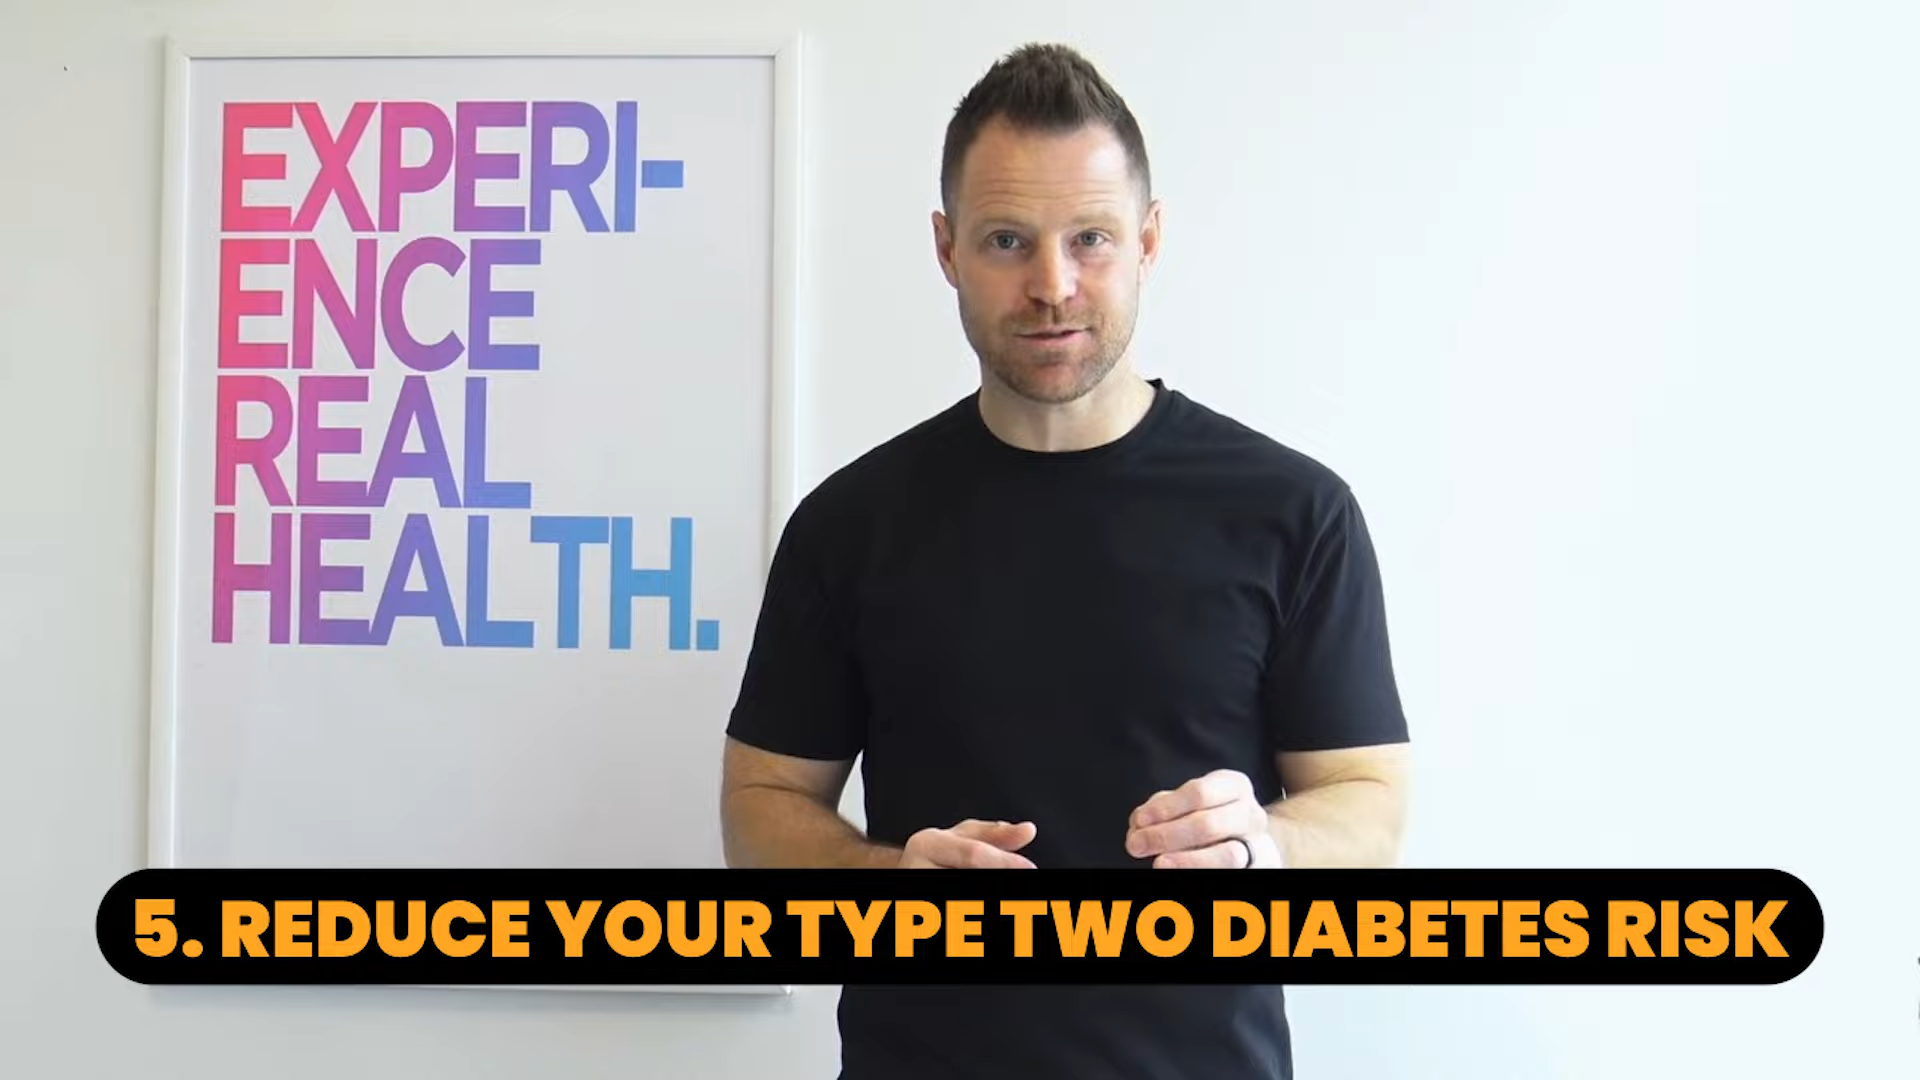 EXPERI-
ENCE
REAL
HEALTH.
5. REDUCE YOUR TYPE TWO DIABETES RISK